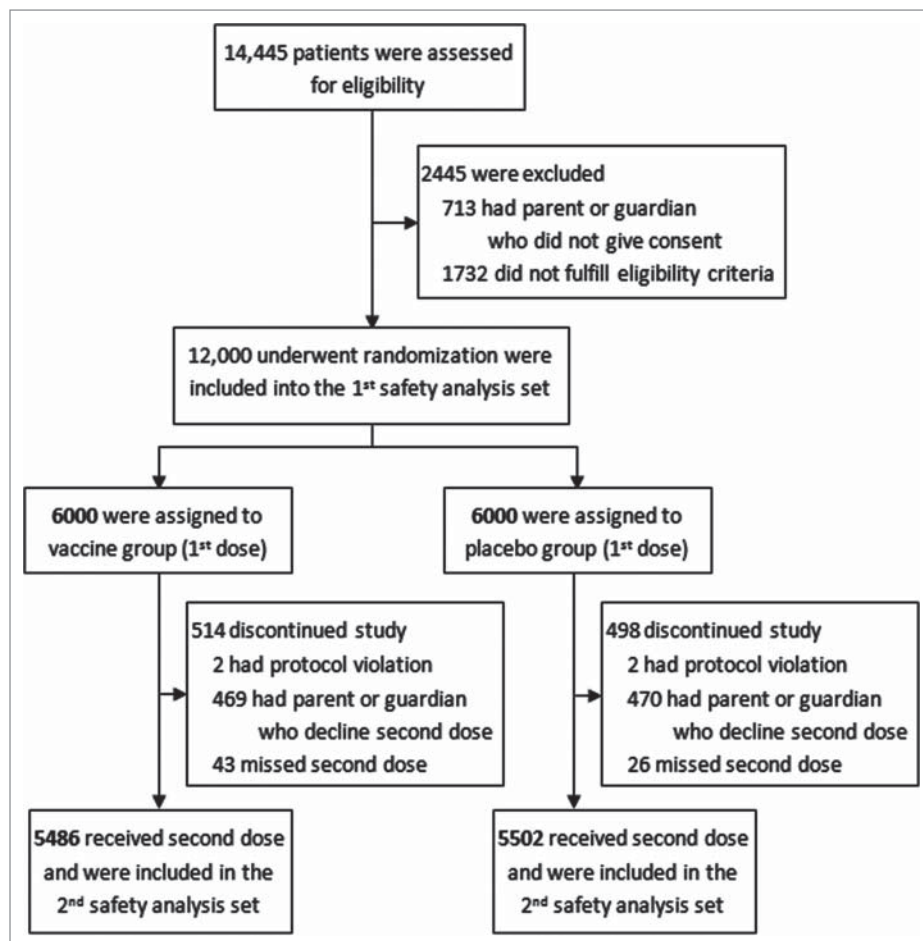 14,445 patients were assessed
for eligibility
2445 were excluded
713 had parent or guardian
who did not give consent
1732 did not fulfill eligibility criteria
12,000 underwent randomization were
included into the 1st safety analysis set
6000 were assigned to
vaccine group (1st dose)
6000 were assigned to
placebo group (1st dose)
514 discontinued study
2 had protocol violation
469 had parent or guardian
who decline second dose
43 missed second dose
498 discontinued study
2 had protocol violation
470 had parent or guardian
who decline second dose
26 missed second dose
5486 received second dose
and were included in the
2nd safety analysis set
5502 received second dose
and were included in the
2nd safety analysis set